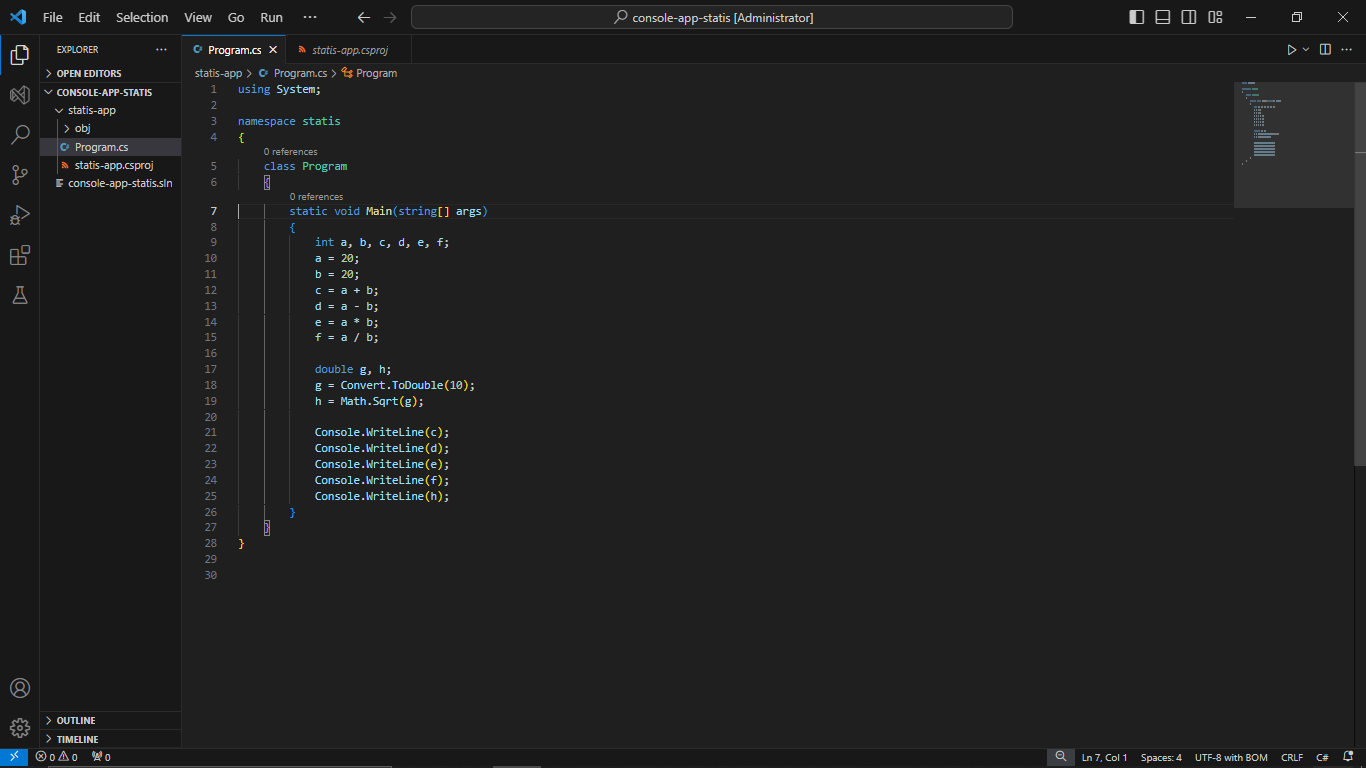 File Edit Selection View Go Run ···
console-app-statis [Administrator]
EXPLORER ···
OPEN EDITORS
CONSOLE-APP-STATIS
statis-app
obj
Program.cs
statis-app.csproj
console-app-statis.sln
OUTLINE
TIMELINE
Program.cs
statis-app.csproj
statis-app > Program.cs > Program
1 using System;
2
3 namespace statis
4 {
0 references
5 class Program
6 {
0 references
7 static void Main(string[] args)
8 {
9 int a, b, c, d, e, f;
10 a = 20;
11 b = 20;
12 c = a + b;
13 d = a - b;
14 e = a * b;
15 f = a / b;
16
17 double g, h;
18 g = Convert.ToDouble(10);
19 h = Math.Sqrt(g);
20
21 Console.WriteLine(c);
22 Console.WriteLine(d);
23 Console.WriteLine(e);
24 Console.WriteLine(f);
25 Console.WriteLine(h);
26 }
27 }
28 }
29
30
0 0 0 Ln 7, Col 1 Spaces: 4 UTF-8 with BOM CRLF C#